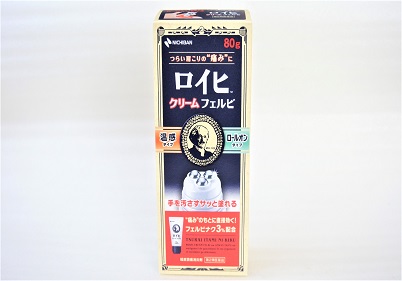 NICHIBAN
80g
つらい肩こりの“痛み”に
ロイヒ
クリームフェルビ
温感
タイプ
ロールオン
タイプ
手を汚さずサッと塗れる
“痛み”のもとに直接効く!
フェルビナク3%配合